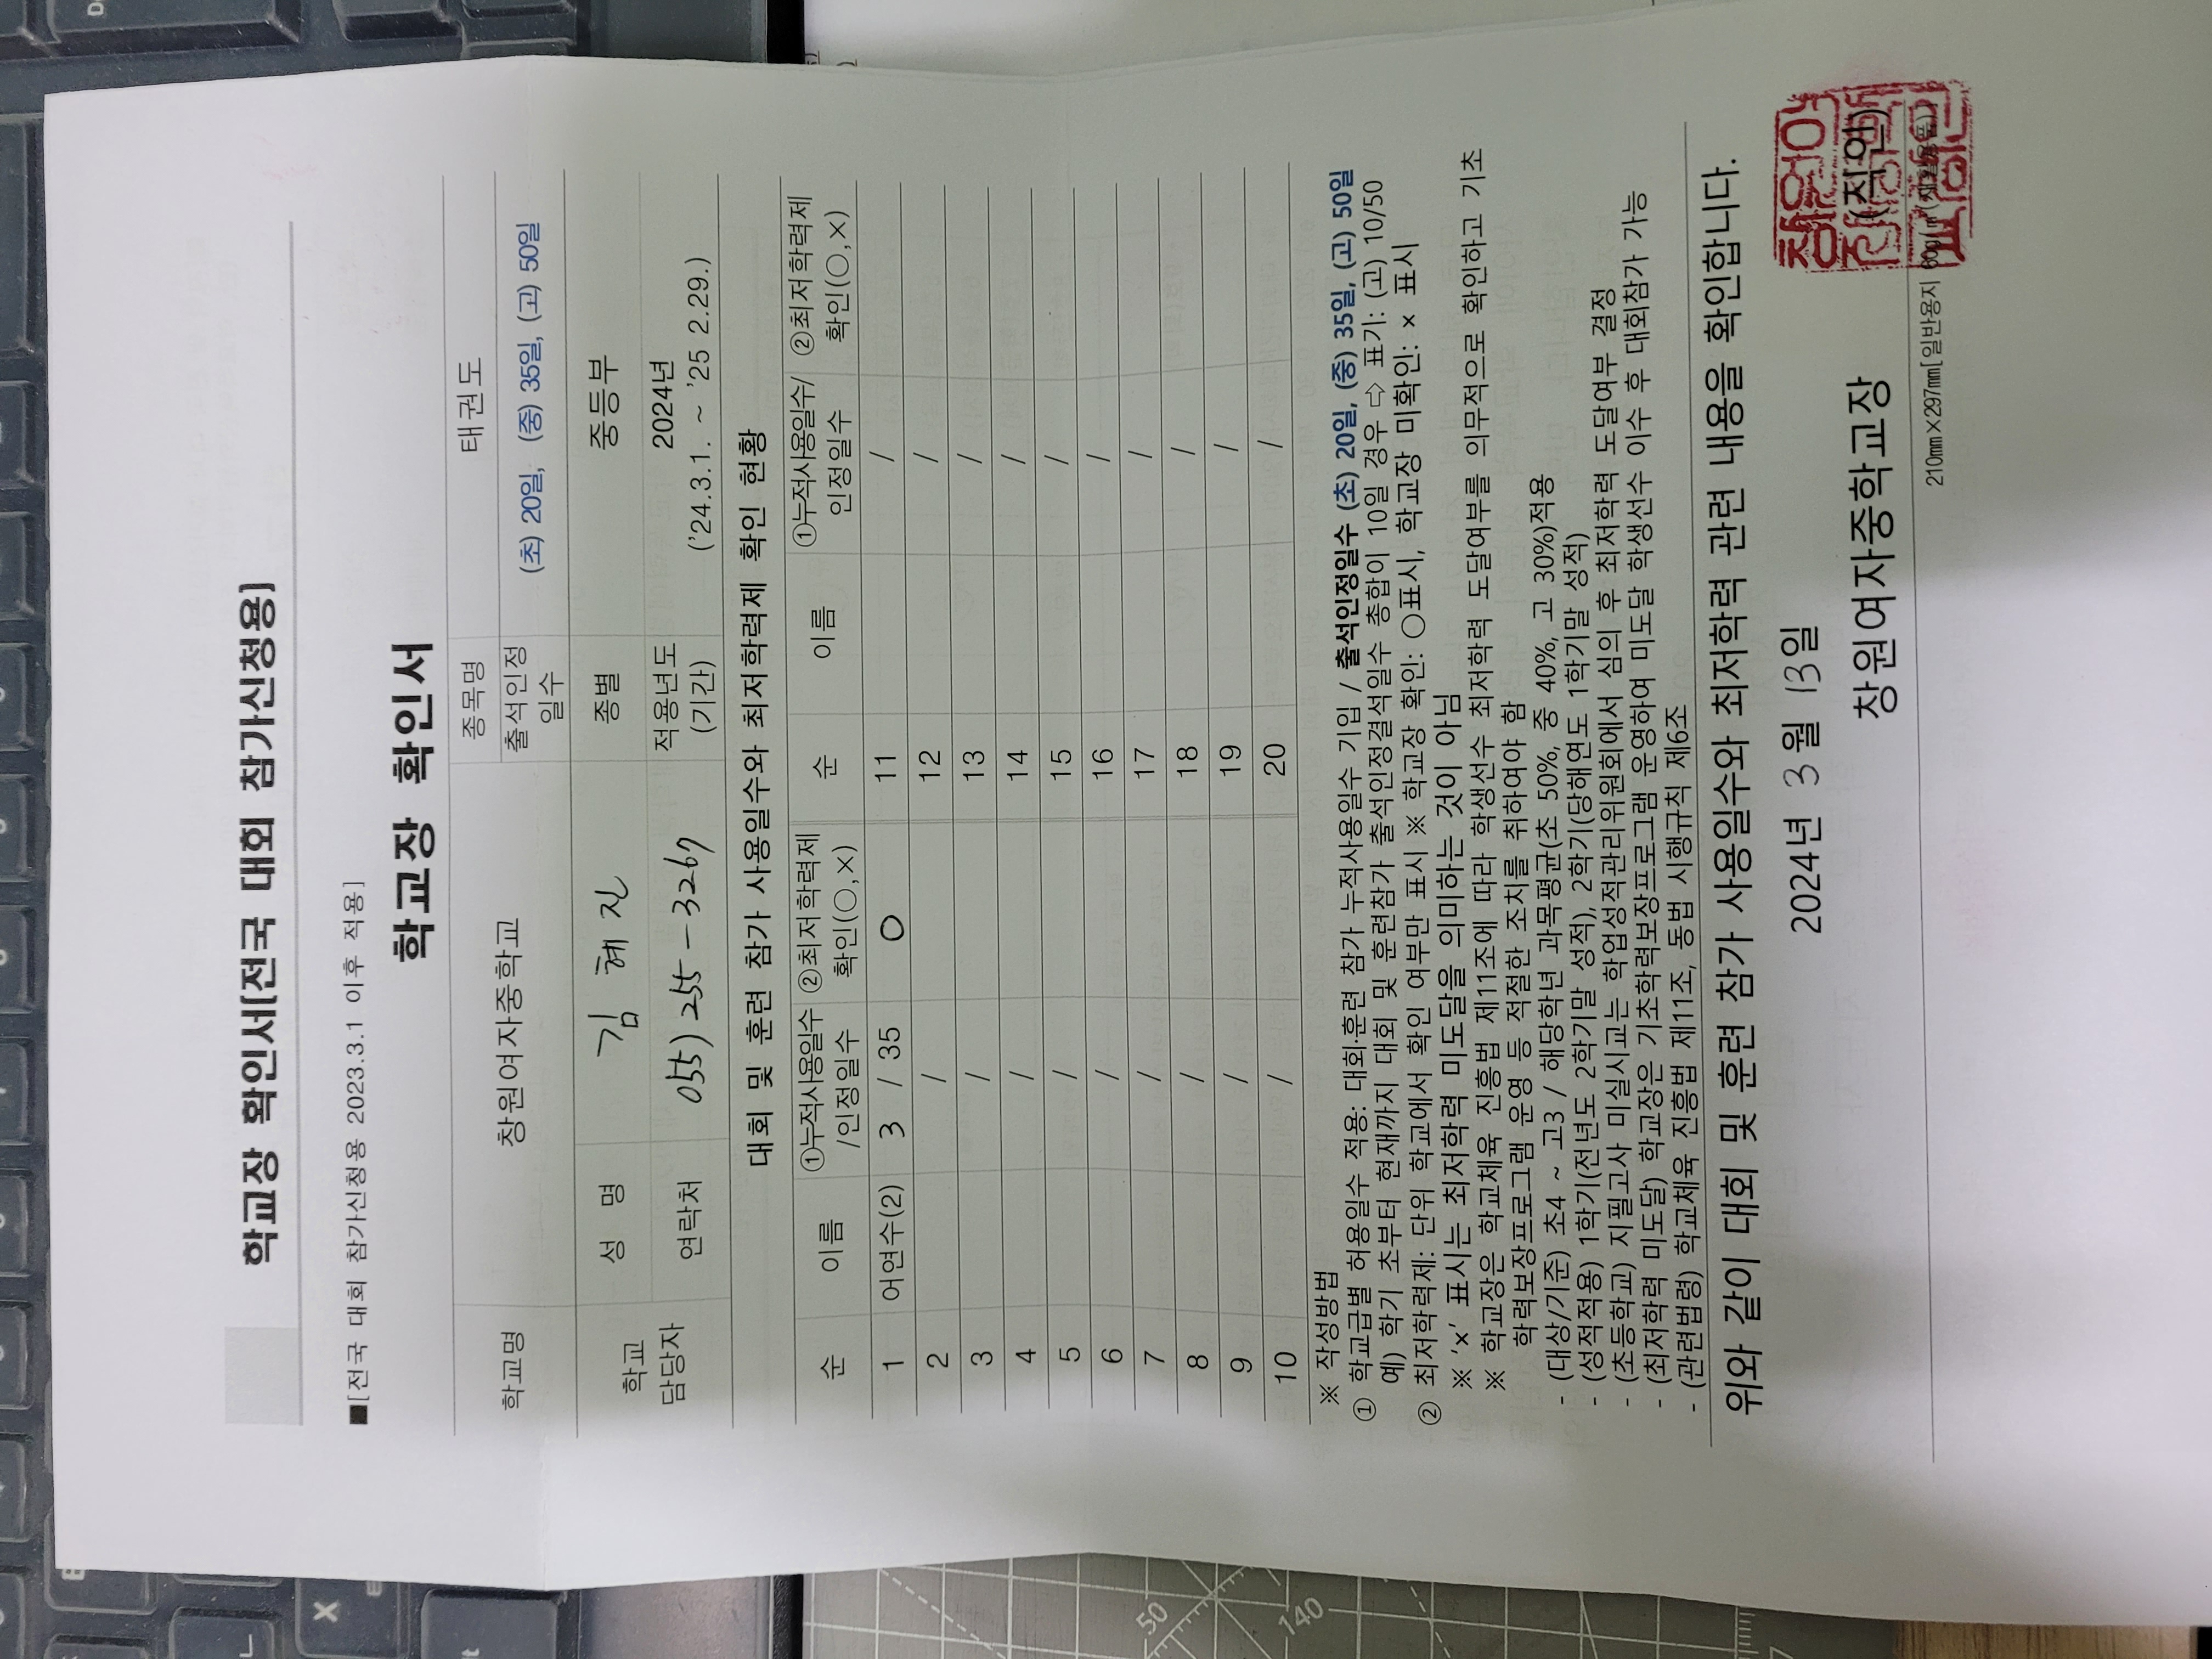 학교장 확인서[전국 대회 참가신청용]
■[전국 대회 참가신청용 2023.3.1 이후 적용]
학교장 확인서
학교명 창원여자중학교 종목명 태권도
출석인정일수 (초) 20일, (중) 35일, (고) 50일
학교 담당자 성 명 김혜진 종별 중등부
연락처 055) 255-3267 적용년도 (기간) 2024년 ('24.3.1. ~ '25 2.29.)
대회 및 훈련 참가 사용일수와 최저학력제 확인 현황
순 이름 ①누적사용일수/인정일수 ②최저학력제 확인(○,×) 순 이름 ①누적사용일수/인정일수 ②최저학력제 확인(○,×)
1 어연수(2) 3 / 35 ○ 11 /
2 / 12 /
3 / 13 /
4 / 14 /
5 / 15 /
6 / 16 /
7 / 17 /
8 / 18 /
9 / 19 /
10 / 20 /
※ 작성방법
① 학교급별 허용일수 적용: 대회·훈련 참가 누적사용일수 기입 / 출석인정일수 (초) 20일, (중) 35일, (고) 50일
예) 학기 초부터 현재까지 대회 및 훈련참가 출석인정결석일수 총합이 10일 경우 ⇨ 표기: (고) 10/50
② 최저학력제: 단위 학교에서 확인 여부만 표시 ※ 학교장 확인: ○표시, 학교장 미확인: × 표시
※ '×' 표시는 최저학력 미도달을 의미하는 것이 아님
※ 학교장은 학교체육 진흥법 제11조에 따라 학생선수 최저학력 도달여부를 의무적으로 확인하고 기초
학력보장프로그램 운영 등 적절한 조치를 취하여야 함
- (대상/기준) 초4 ~ 고3 / 해당학년 과목평균(초 50%, 중 40%, 고 30%)적용
- (성적적용) 1학기(전년도 2학기말 성적), 2학기(당해연도 1학기말 성적)
- (초등학교) 지필고사 미실시교는 학업성적관리위원회에서 심의 후 최저학력 도달여부 결정
- (최저학력 미도달) 학교장은 기초학력보장프로그램 운영하여 미도달 학생선수 이수 후 대회참가 가능
- (관련법령) 학교체육 진흥법 제11조, 동법 시행규칙 제6조
위와 같이 대회 및 훈련 참가 사용일수와 최저학력 관련 내용을 확인합니다.
2024년 3월 13일
창원여자중학교장 (직인)
210㎜×297㎜[일반용지 60g/㎡(재활용품)]
50
140
X